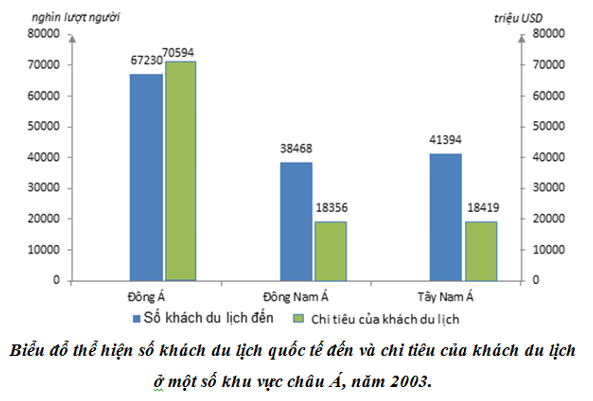 nghìn lượt người triệu USD
80000 80000
70000 70000
60000 60000
50000 50000
40000 40000
30000 30000
20000 20000
10000 10000
0 0
67230 70594
38468 18356
41394 18419
Đông Á Đông Nam Á Tây Nam Á
Số khách du lịch đến Chi tiêu của khách du lịch
Biểu đồ thể hiện số khách du lịch quốc tế đến và chi tiêu của khách du lịch
ở một số khu vực châu Á, năm 2003.